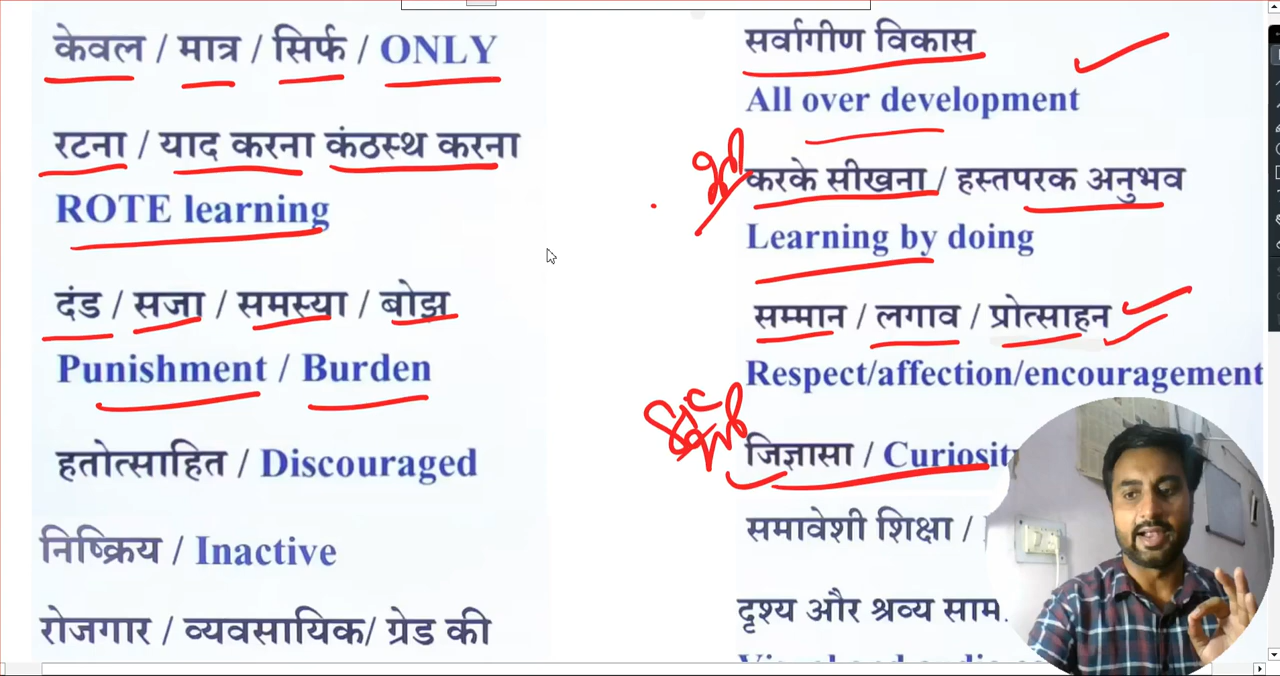 केवल / मात्र / सिर्फ / ONLY
रटना / याद करना कंठस्थ करना
ROTE learning
दंड / सजा / समस्या / बोझ
Punishment / Burden
हतोत्साहित / Discouraged
निष्क्रिय / Inactive
रोजगार / व्यवसायिक/ ग्रेड की
सर्वागीण विकास
All over development
करके सीखना / हस्तपरक अनुभव
Learning by doing
सम्मान / लगाव / प्रोत्साहन
Respect/affection/encouragement
जिज्ञासा / Curiosit
समावेशी शिक्षा /
दृश्य और श्रव्य साम